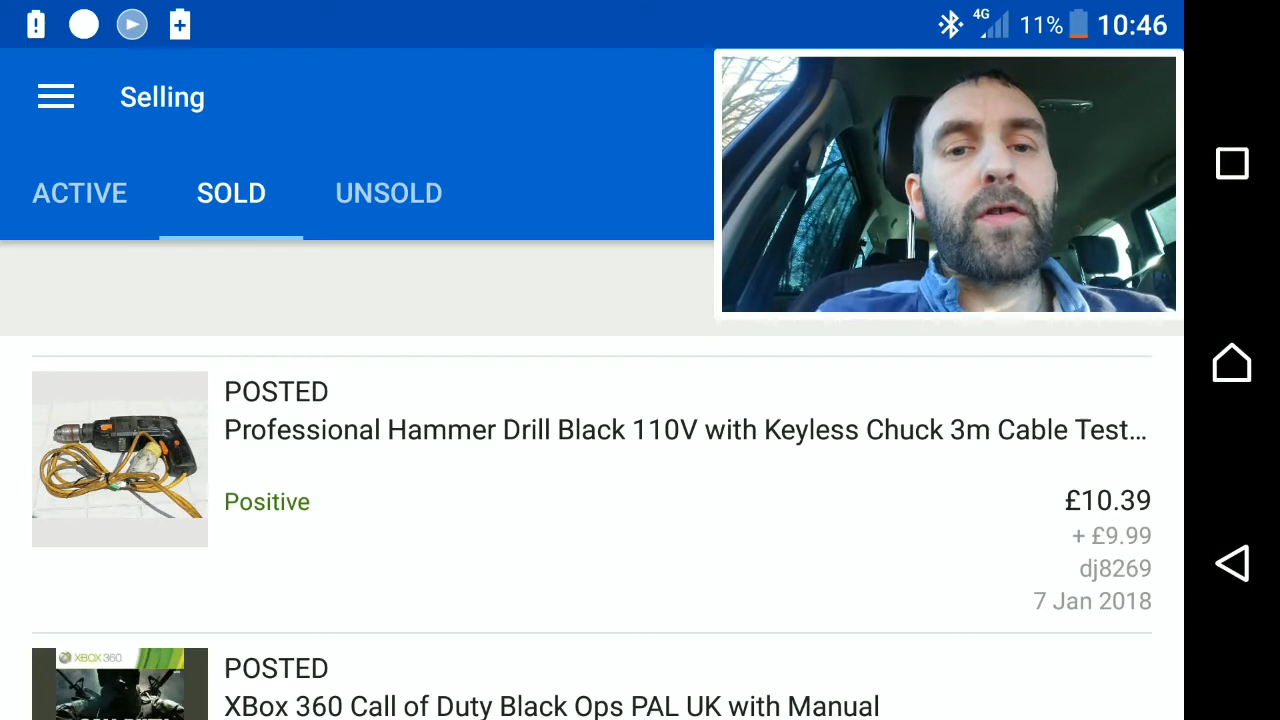 4G
11%
10:46
Selling
ACTIVE
SOLD
UNSOLD
POSTED
Professional Hammer Drill Black 110V with Keyless Chuck 3m Cable Test...
Positive
£10.39
+ £9.99
dj8269
7 Jan 2018
XBOX 360
POSTED
XBox 360 Call of Duty Black Ops PAL UK with Manual